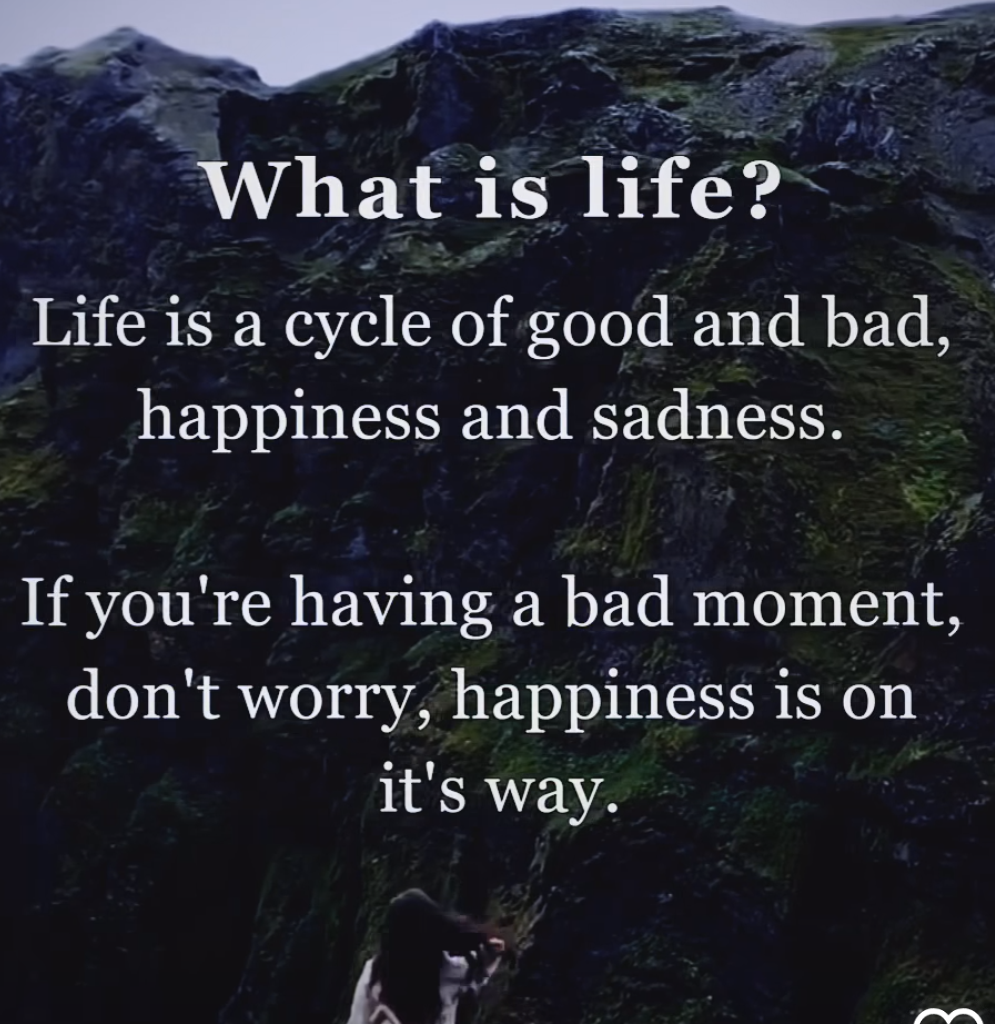 What is life?
Life is a cycle of good and bad,
happiness and sadness.
If you're having a bad moment,
don't worry, happiness is on
it's way.